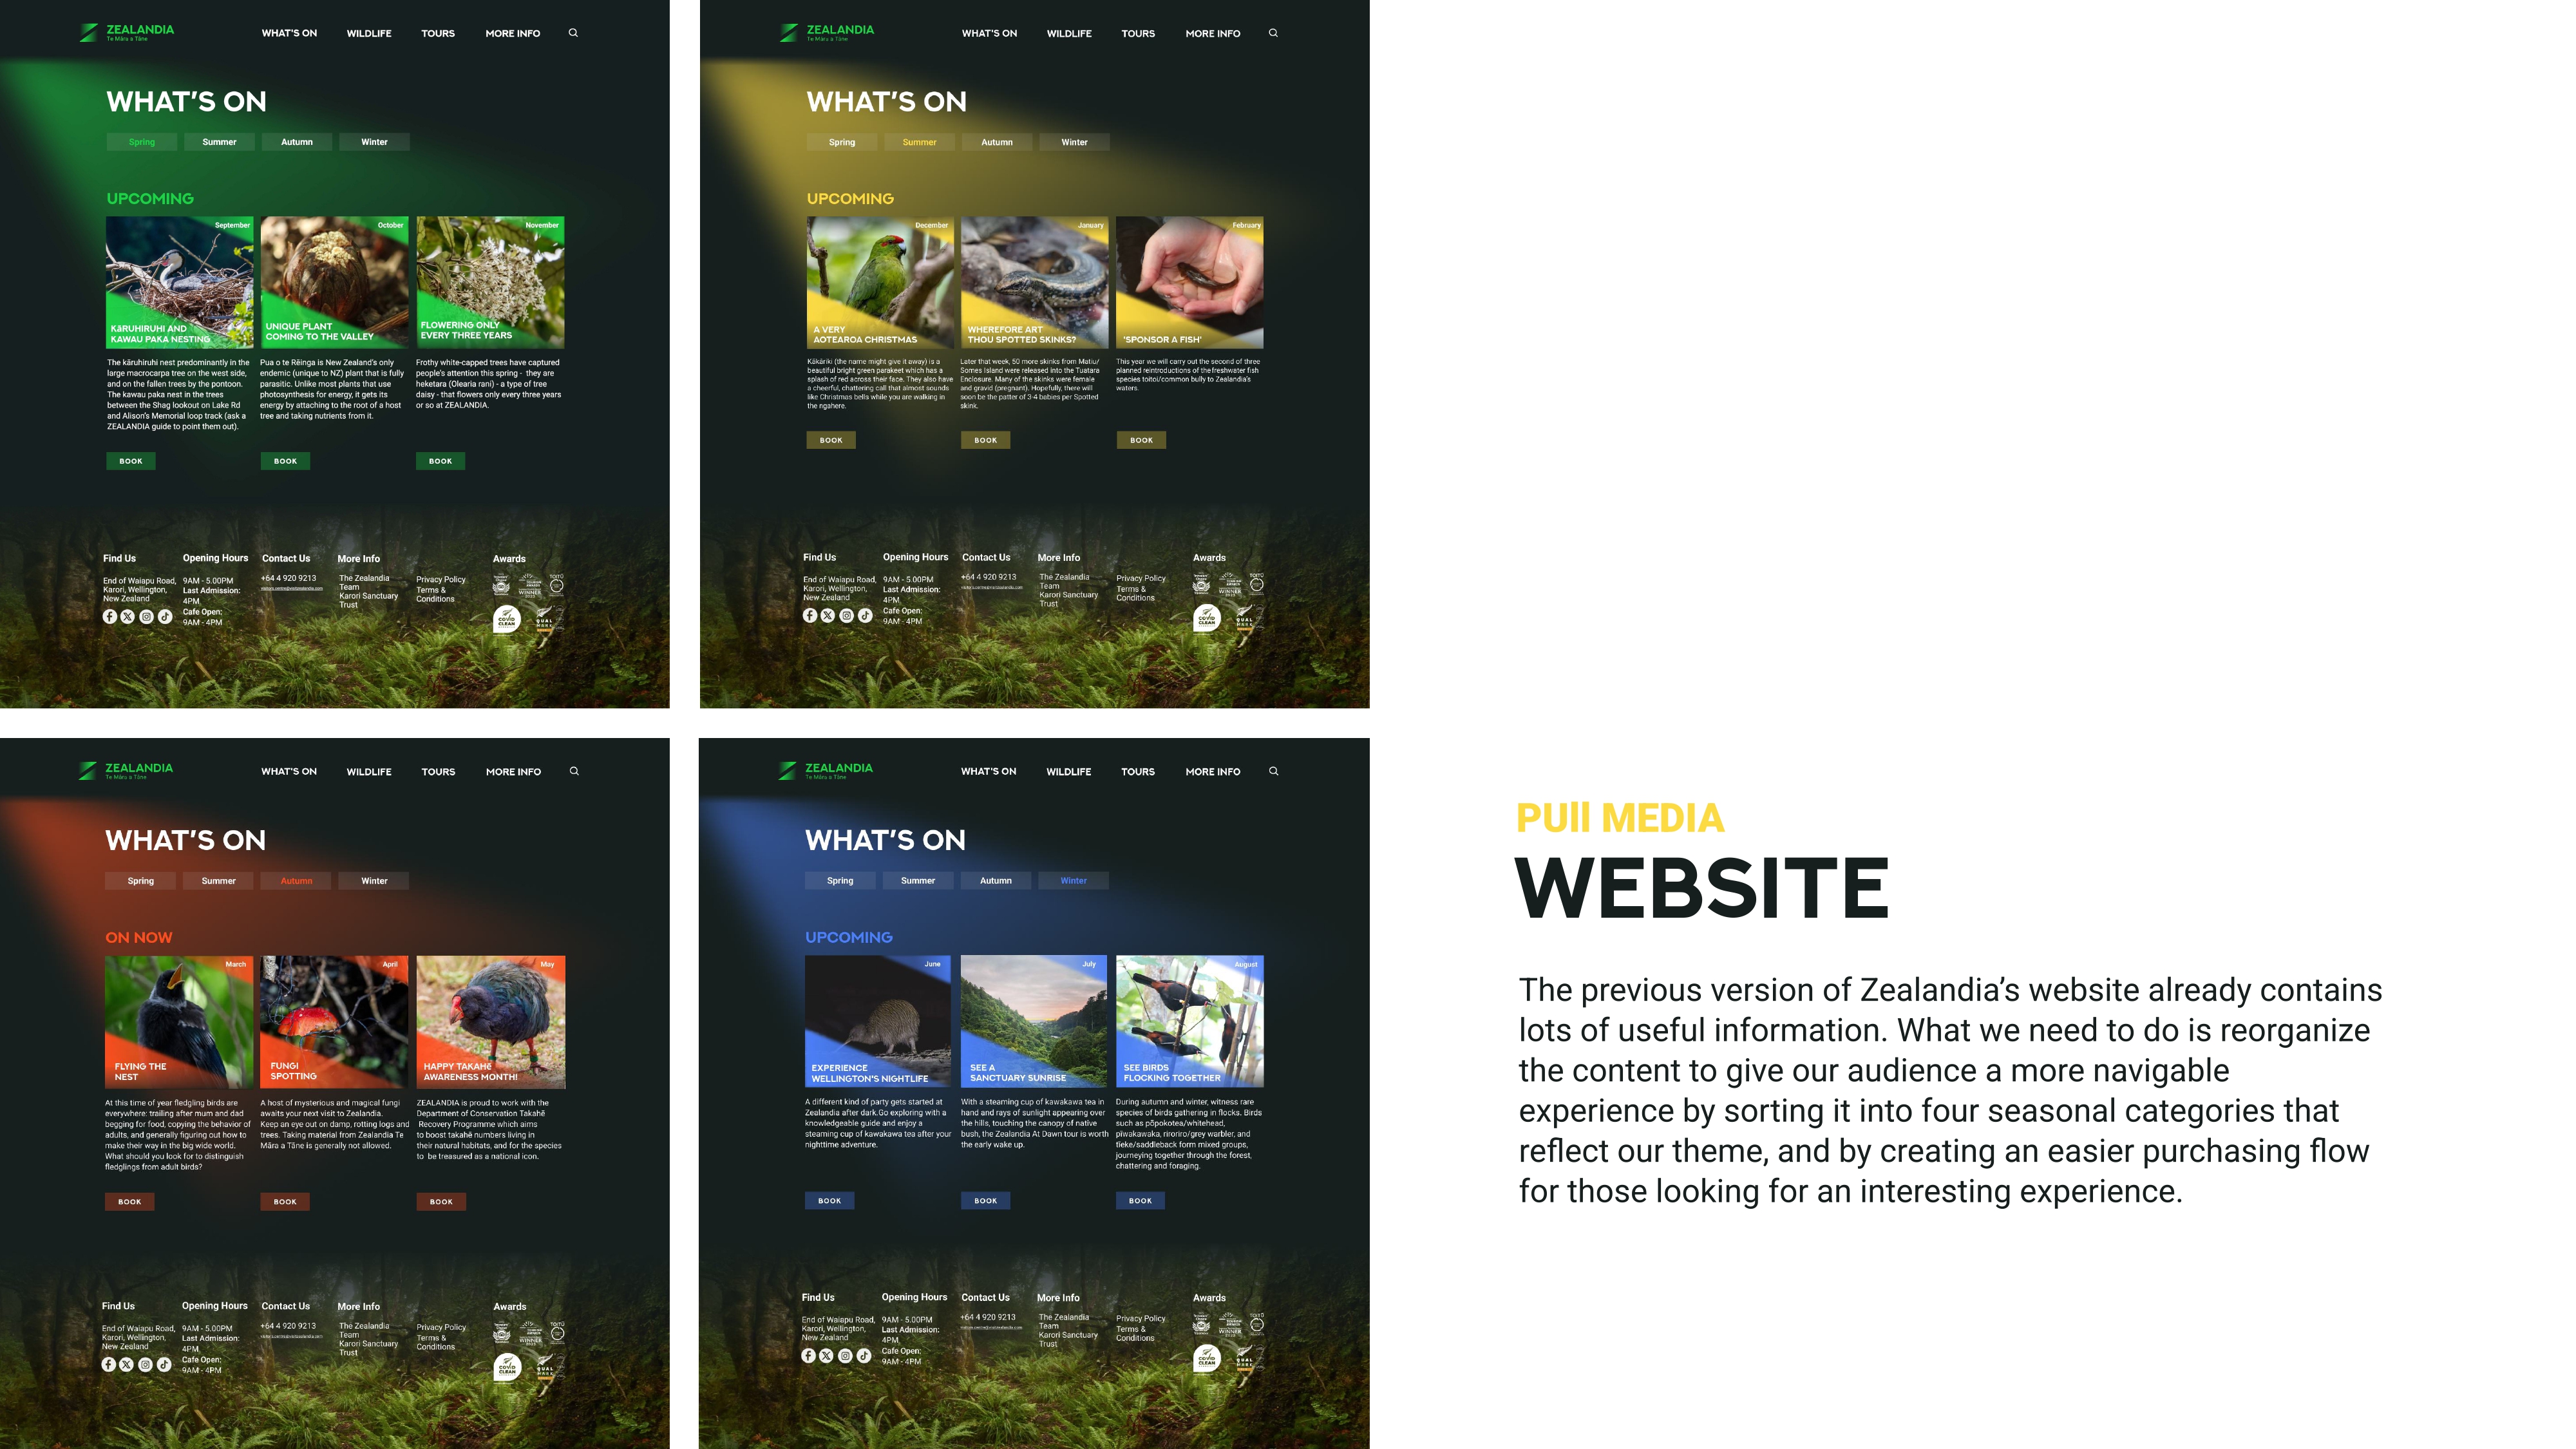 ZEALANDIA
Te Māra a Tāne
WHAT'S ON
WILDLIFE
TOURS
MORE INFO
WHAT'S ON
Spring
Summer
Autumn
Winter
UPCOMING
September
KāRUHIRUHI AND
KAWAU PAKA NESTING
The kāruhiruhi nest predominantly in the
large macrocarpa tree on the west side,
and on the fallen trees by the pontoon.
The kawau paka nest in the trees
between the Shag lookout on Lake Rd
and Alison's Memorial loop track (ask a
ZEALANDIA guide to point them out).
BOOK
October
UNIQUE PLANT
COMING TO THE VALLEY
Pua o te Rēinga is New Zealand's only
endemic (unique to NZ) plant that is fully
parasitic. Unlike most plants that use
photosynthesis for energy, it gets its
energy by attaching to the root of a host
tree and taking nutrients from it.
BOOK
November
FLOWERING ONLY
EVERY THREE YEARS
Frothy white-capped trees have captured
people's attention this spring - they are
heketara (Olearia rani) - a type of tree
daisy - that flowers only every three years
or so at ZEALANDIA.
BOOK
Find Us
End of Waiapu Road,
Karori, Wellington,
New Zealand
Opening Hours
9AM - 5.00PM
Last Admission:
4PM
Cafe Open:
9AM - 4PM
Contact Us
+64 4 920 9213
More Info
The Zealandia
Team
Karori Sanctuary
Trust
Privacy Policy
Terms &
Conditions
Awards
WINNER
TOITŪ
COVID
CLEAN
QUAL
MARK
ZEALANDIA
Te Māra a Tāne
WHAT'S ON
WILDLIFE
TOURS
MORE INFO
WHAT'S ON
Spring
Summer
Autumn
Winter
UPCOMING
December
A VERY
AOTEAROA CHRISTMAS
Kākāriki (the name might give it away) is a
beautiful bright green parakeet which has a
splash of red across their face. They also have
a cheerful, chattering call that almost sounds
like Christmas bells while you are walking in
the ngahere.
BOOK
January
WHEREFORE ART
THOU SPOTTED SKINKS?
Later that week, 50 more skinks from Matiu/
Somes Island were released into the Tuatara
Enclosure. Many of the skinks were female
and gravid (pregnant). Hopefully, there will
soon be the patter of 3-4 babies per Spotted
skink.
BOOK
February
'SPONSOR A FISH'
This year we will carry out the second of three
planned reintroductions of the freshwater fish
species toitoi/common bully to Zealandia's
waters.
BOOK
Find Us
End of Waiapu Road,
Karori, Wellington,
New Zealand
Opening Hours
9AM - 5.00PM
Last Admission:
4PM
Cafe Open:
9AM - 4PM
Contact Us
+64 4 920 9213
More Info
The Zealandia
Team
Karori Sanctuary
Trust
Privacy Policy
Terms &
Conditions
Awards
WINNER
TOITŪ
COVID
CLEAN
QUAL
MARK
ZEALANDIA
Te Māra a Tāne
WHAT'S ON
WILDLIFE
TOURS
MORE INFO
WHAT'S ON
Spring
Summer
Autumn
Winter
ON NOW
March
FLYING THE
NEST
At this time of year fledgling birds are
everywhere: trailing after mum and dad
begging for food, copying the behavior of
adults, and generally figuring out how to
make their way in the big wide world.
What should you look for to distinguish
fledglings from adult birds?
BOOK
April
FUNGI
SPOTTING
A host of mysterious and magical fungi
awaits your next visit to Zealandia.
Keep an eye out on damp, rotting logs and
trees. Taking material from Zealandia Te
Māra a Tāne is generally not allowed.
BOOK
May
HAPPY TAKAHē
AWARENESS MONTH!
ZEALANDIA is proud to work with the
Department of Conservation Takahē
Recovery Programme which aims
to boost takahē numbers living in
their natural habitats, and for the species
to be treasured as a national icon.
BOOK
Find Us
End of Waiapu Road,
Karori, Wellington,
New Zealand
Opening Hours
9AM - 5.00PM
Last Admission:
4PM
Cafe Open:
9AM - 4PM
Contact Us
+64 4 920 9213
More Info
The Zealandia
Team
Karori Sanctuary
Trust
Privacy Policy
Terms &
Conditions
Awards
WINNER
TOITŪ
COVID
CLEAN
QUAL
MARK
ZEALANDIA
Te Māra a Tāne
WHAT'S ON
WILDLIFE
TOURS
MORE INFO
WHAT'S ON
Spring
Summer
Autumn
Winter
UPCOMING
June
EXPERIENCE
WELLINGTON'S NIGHTLIFE
A different kind of party gets started at
Zealandia after dark.Go exploring with a
knowledgeable guide and enjoy a
steaming cup of kawakawa tea after your
nighttime adventure.
BOOK
July
SEE A
SANCTUARY SUNRISE
With a steaming cup of kawakawa tea in
hand and rays of sunlight appearing over
the hills, touching the canopy of native
bush, the Zealandia At Dawn tour is worth
the early wake up.
BOOK
August
SEE BIRDS
FLOCKING TOGETHER
During autumn and winter, witness rare
species of birds gathering in flocks. Birds
such as pōpokotea/whitehead,
piwakawaka, riroriro/grey warbler, and
tīeke/saddleback form mixed groups,
journeying together through the forest,
chattering and foraging.
BOOK
Find Us
End of Waiapu Road,
Karori, Wellington,
New Zealand
Opening Hours
9AM - 5.00PM
Last Admission:
4PM
Cafe Open:
9AM - 4PM
Contact Us
+64 4 920 9213
More Info
The Zealandia
Team
Karori Sanctuary
Trust
Privacy Policy
Terms &
Conditions
Awards
WINNER
TOITŪ
COVID
CLEAN
QUAL
MARK
PUll MEDIA
WEBSITE
The previous version of Zealandia's website already contains
lots of useful information. What we need to do is reorganize
the content to give our audience a more navigable
experience by sorting it into four seasonal categories that
reflect our theme, and by creating an easier purchasing flow
for those looking for an interesting experience.